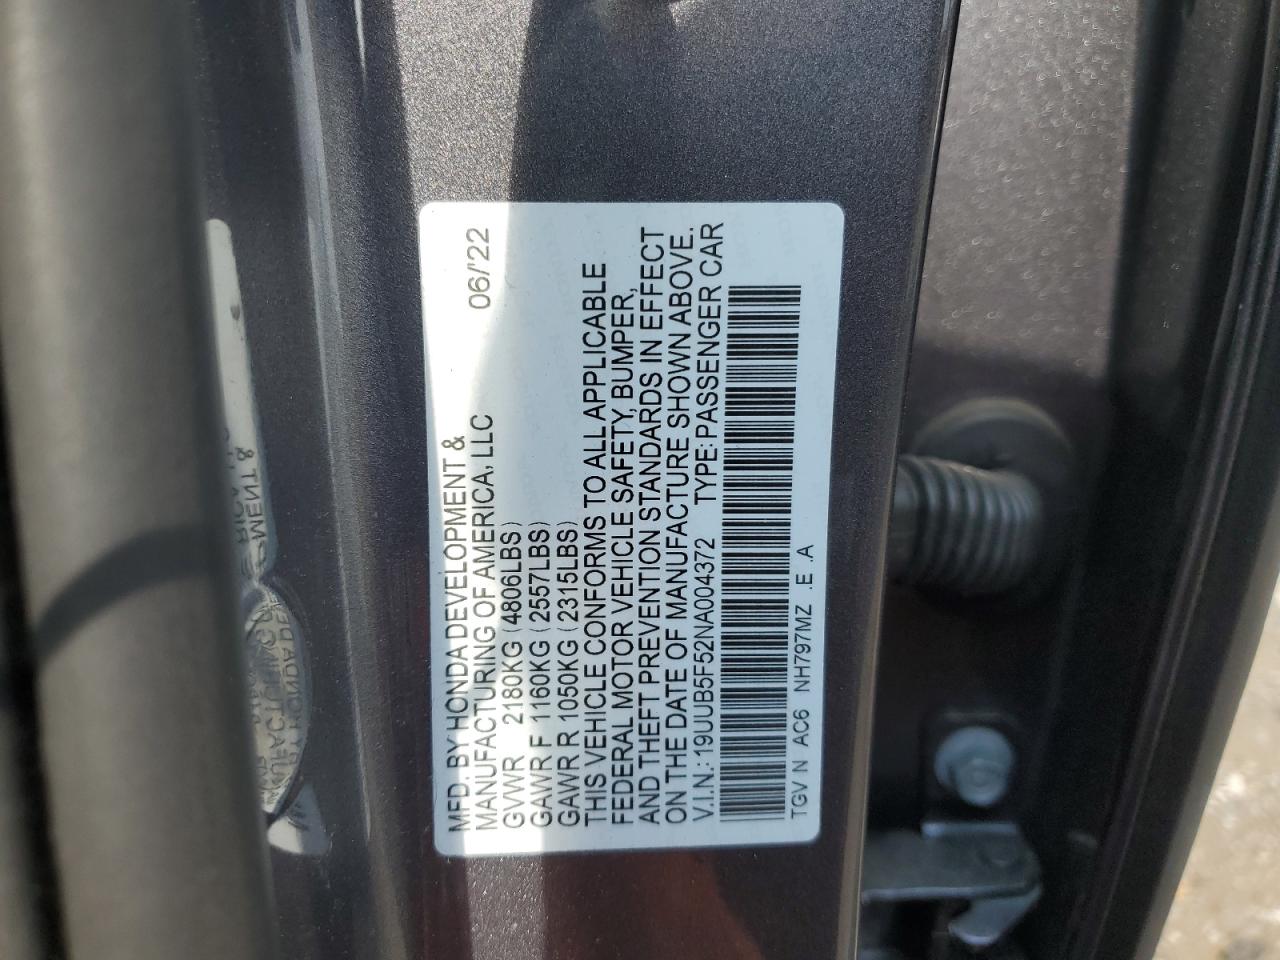 MFD. BY HONDA DEVELOPMENT &
MANUFACTURING OF AMERICA, LLC 06/'22
GVWR 2180KG (4806LBS)
GAWR F 1160KG (2557LBS)
GAWR R 1050KG (2315LBS)
THIS VEHICLE CONFORMS TO ALL APPLICABLE
FEDERAL MOTOR VEHICLE SAFETY, BUMPER,
AND THEFT PREVENTION STANDARDS IN EFFECT
ON THE DATE OF MANUFACTURE SHOWN ABOVE.
V.I.N.: 19UUB5F52NA004372 TYPE: PASSENGER CAR
TGV N AC6 NH797MZ .E .A